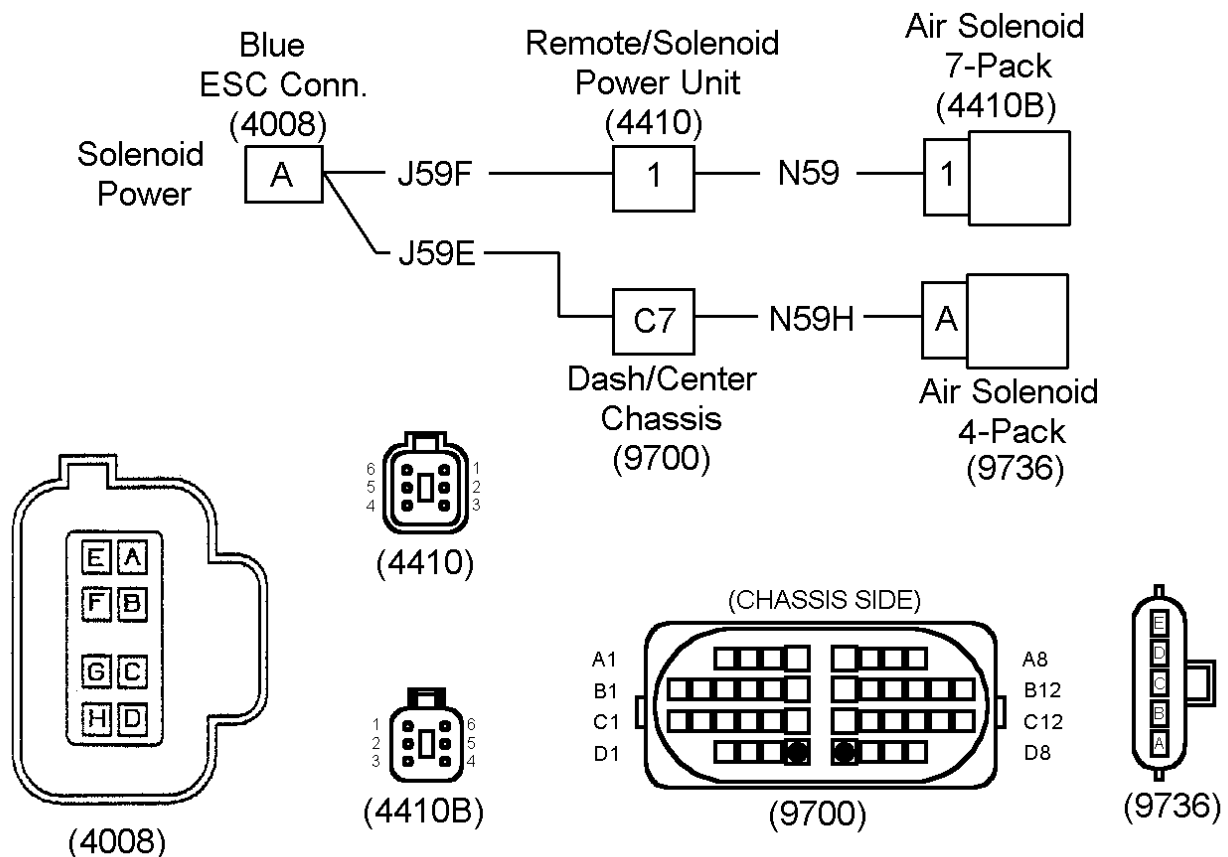 Blue
ESC Conn.
(4008)
Remote/Solenoid
Power Unit
(4410)
Air Solenoid
7-Pack
(4410B)
Solenoid
Power
A
J59F
1
N59
1
J59E
C7
N59H
A
Dash/Center
Chassis
(9700)
Air Solenoid
4-Pack
(9736)
E A
F B
G C
H D
(4008)
6 1
5 2
4 3
(4410)
1 6
2 5
3 4
(4410B)
(CHASSIS SIDE)
A1 A8
B1 B12
C1 C12
D1 D8
(9700)
E
D
C
B
A
(9736)